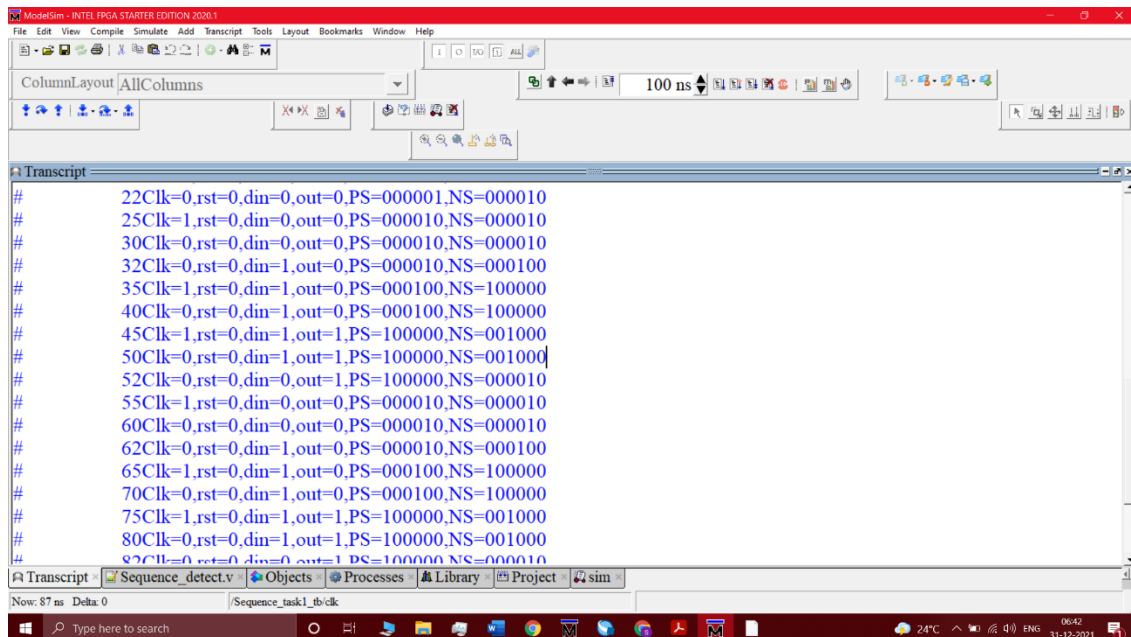 ModelSim - INTEL FPGA STARTER EDITION 2020.1
File Edit View Compile Simulate Add Transcript Tools Layout Bookmarks Window Help
ColumnLayout AllColumns
100 ns
Transcript
# 22Clk=0,rst=0,din=0,out=0,PS=000001,NS=000010
# 25Clk=1,rst=0,din=0,out=0,PS=000010,NS=000010
# 30Clk=0,rst=0,din=0,out=0,PS=000010,NS=000010
# 32Clk=0,rst=0,din=1,out=0,PS=000010,NS=000100
# 35Clk=1,rst=0,din=1,out=0,PS=000100,NS=100000
# 40Clk=0,rst=0,din=1,out=0,PS=000100,NS=100000
# 45Clk=1,rst=0,din=1,out=1,PS=100000,NS=001000
# 50Clk=0,rst=0,din=1,out=1,PS=100000,NS=001000
# 52Clk=0,rst=0,din=0,out=1,PS=100000,NS=000010
# 55Clk=1,rst=0,din=0,out=0,PS=000010,NS=000010
# 60Clk=0,rst=0,din=0,out=0,PS=000010,NS=000010
# 62Clk=0,rst=0,din=1,out=0,PS=000010,NS=000100
# 65Clk=1,rst=0,din=1,out=0,PS=000100,NS=100000
# 70Clk=0,rst=0,din=1,out=0,PS=000100,NS=100000
# 75Clk=1,rst=0,din=1,out=1,PS=100000,NS=001000
# 80Clk=0,rst=0,din=1,out=1,PS=100000,NS=001000
# 82Clk=0,rst=0,din=0,out=1,PS=100000,NS=000010
Transcript Sequence_detect.v Objects Processes Library Project sim
Now: 87 ns Delta: 0 /Sequence_task1_tb/clk
Type here to search 24°C ENG 06:42
31-12-2021